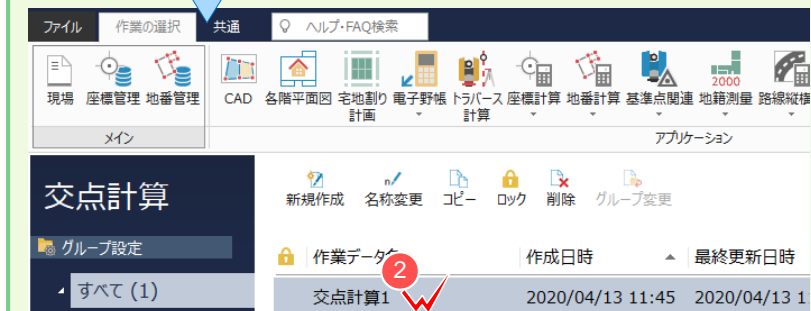 ファイル 作業の選択 共通 ヘルプ・FAQ検索
現場 座標管理 地番管理 CAD 各階平面図 宅地割り計画 電子野帳 トラバース計算 座標計算 地番計算 基準点関連 地籍測量 路線縦横
2000
メイン アプリケーション
交点計算
新規作成 名称変更 コピー ロック 削除 グループ変更
グループ設定
作業データ 作成日時 最終更新日時
2
すべて (1)
交点計算1 2020/04/13 11:45 2020/04/13 1